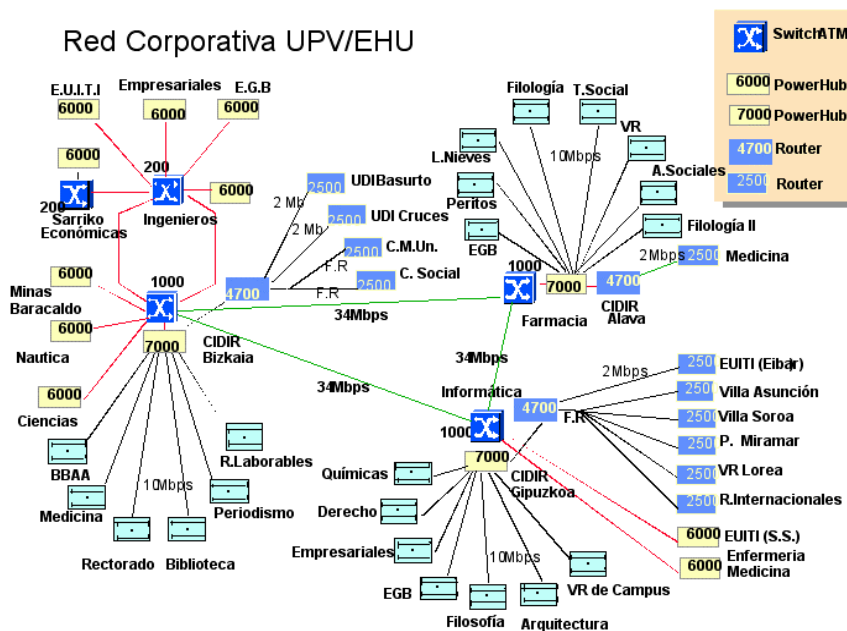 Red Corporativa UPV/EHU
SwitchATM
6000 PowerHub
7000 PowerHub
4700 Router
2500 Router
E.U.I.T.I
6000
Empresariales
6000
E.G.B
6000
6000
200
200
6000
Sarriko
Económicas
Ingenieros
2500 UDIBasurto
2 Mb
2500 UDI Cruces
2 Mb
2500 C.M.Un.
F.R
2500 C. Social
F.R
4700
6000
Minas
Baracaldo
1000
6000
Nautica
7000
CIDIR
Bizkaia
6000
Ciencias
34Mbps
34Mbps
34Mbps
BBAA
Medicina
10Mbps
Rectorado
Biblioteca
Periodismo
R.Laborables
Filología
T.Social
10Mbps
VR
L.Nieves
A.Sociales
Peritos
Filología II
EGB
2Mbps
2500 Medicina
1000
7000
4700
Farmacia
CIDIR
Alava
Informática
1000
4700
F.R
2Mbps
2500 EUITI (Eibar)
2500 Villa Asunción
2500 Villa Soroa
2500 P. Miramar
2500 VR Lorea
2500 R.Internacionales
6000 EUITI (S.S.)
6000 Enfermeria
Medicina
7000
CIDIR
Gipuzkoa
Químicas
Derecho
Empresariales
10Mbps
EGB
Filosofía
Arquitectura
VR de Campus